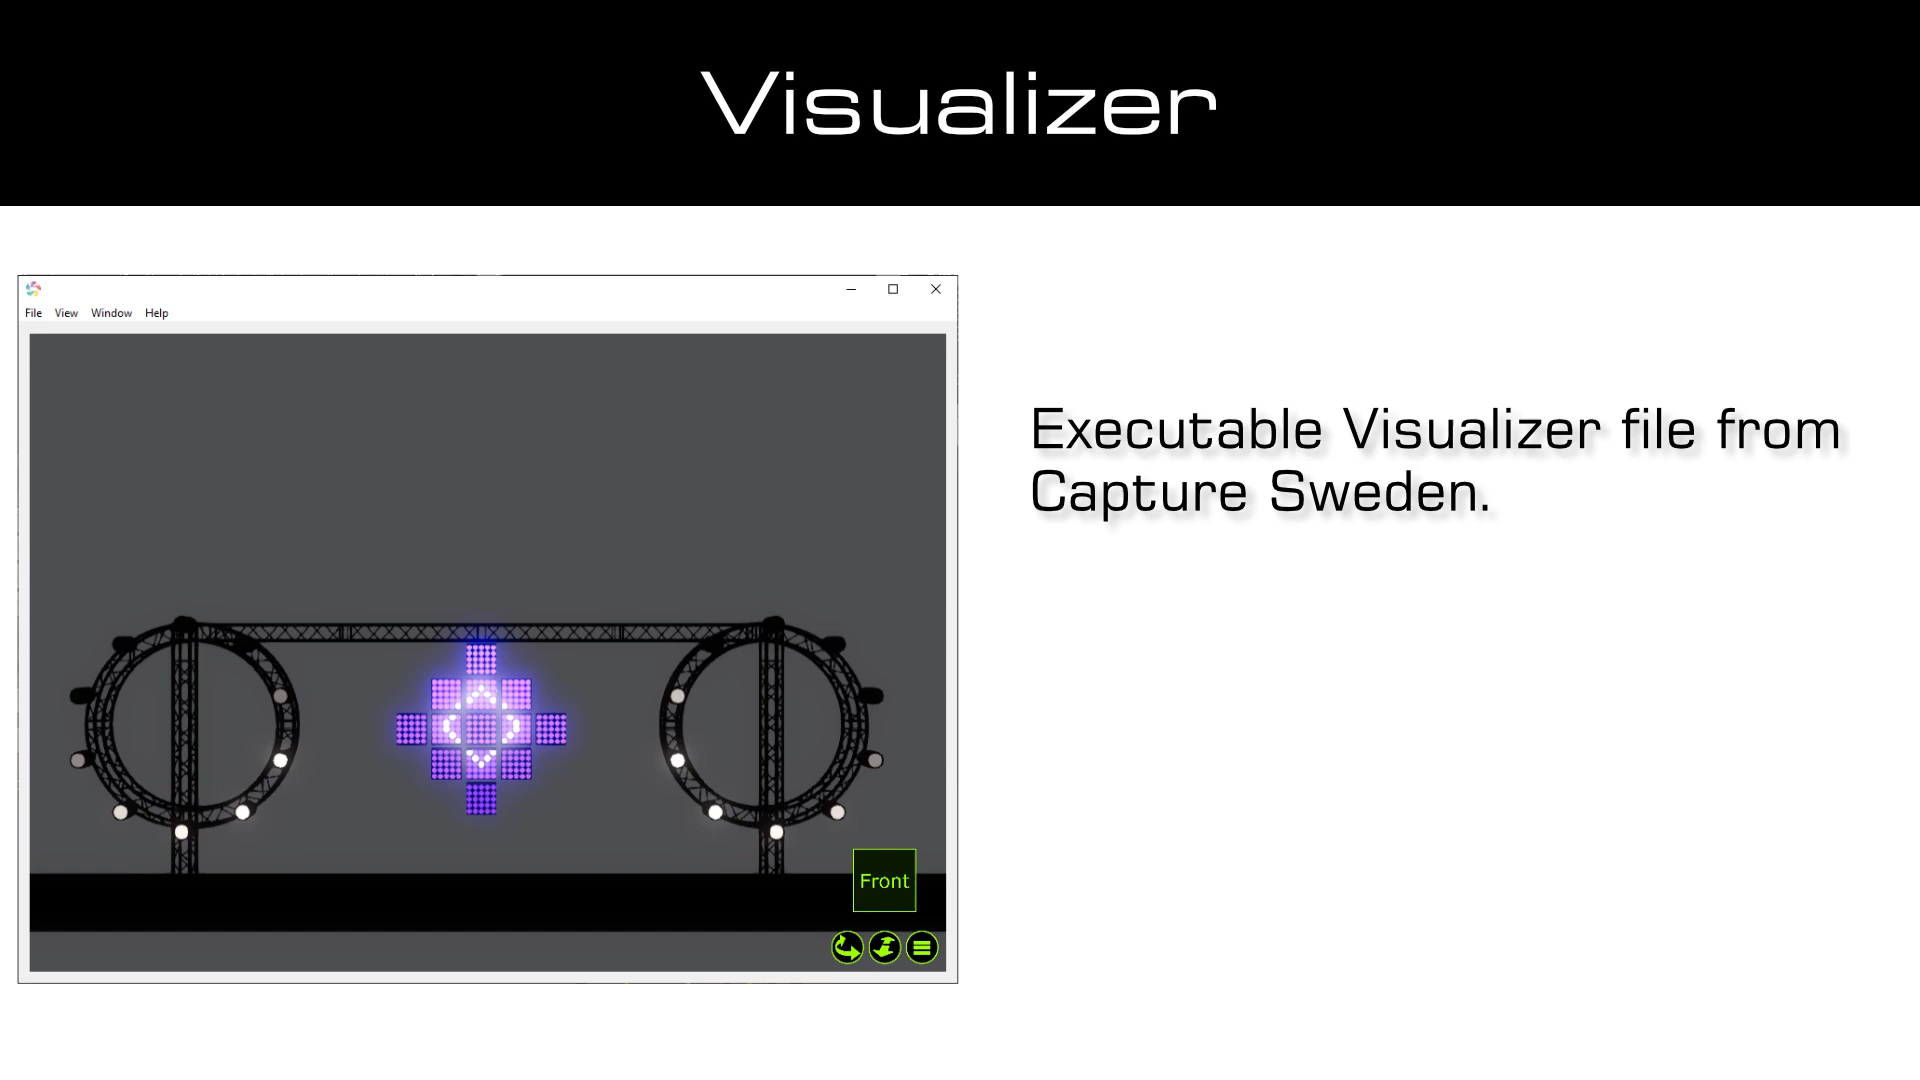 Visualizer
File View Window Help
Executable Visualizer file from
Capture Sweden.
Front